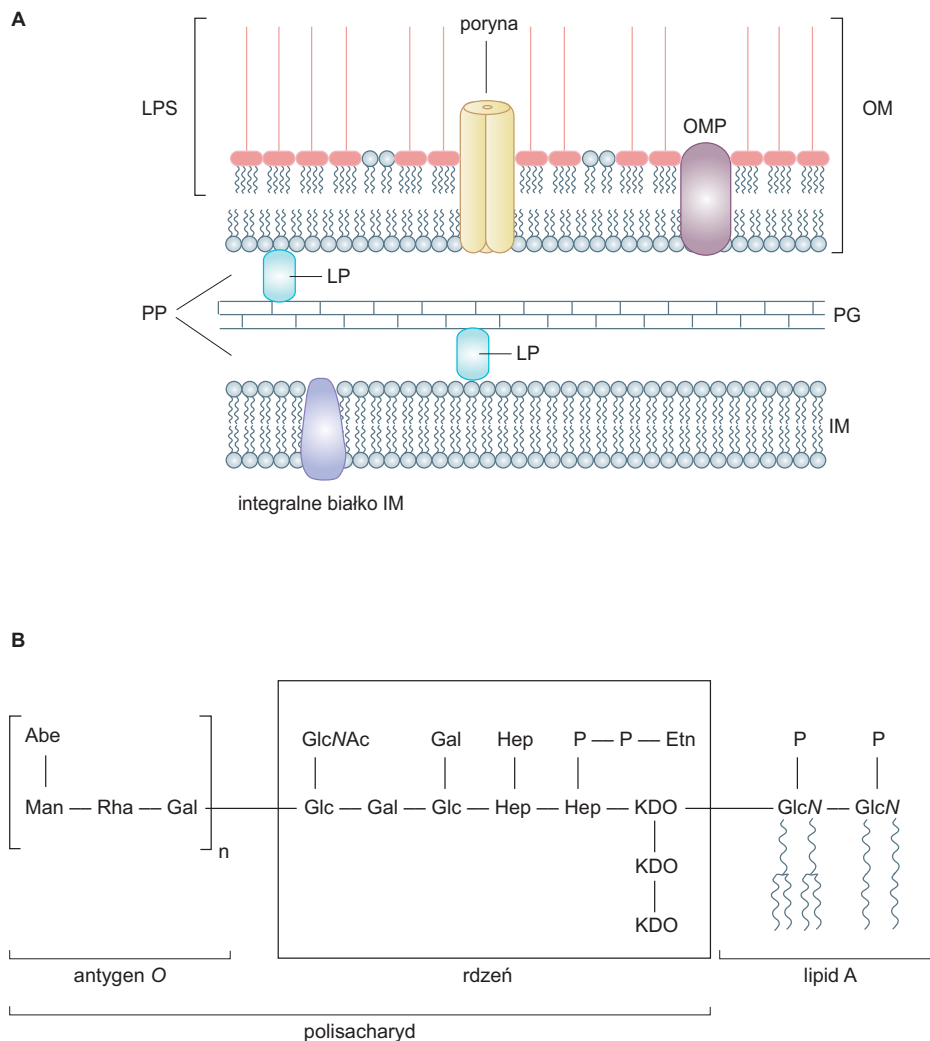 A
poryna
LPS
OM
OMP
LP
PP
PG
LP
IM
integralne białko IM
B
Abe
GlcNAc Gal Hep P P Etn
Man Rha Gal Glc Gal Glc Hep Hep KDO GlcN GlcN
P P
n
KDO
KDO
antygen O rdzeń lipid A
polisacharyd